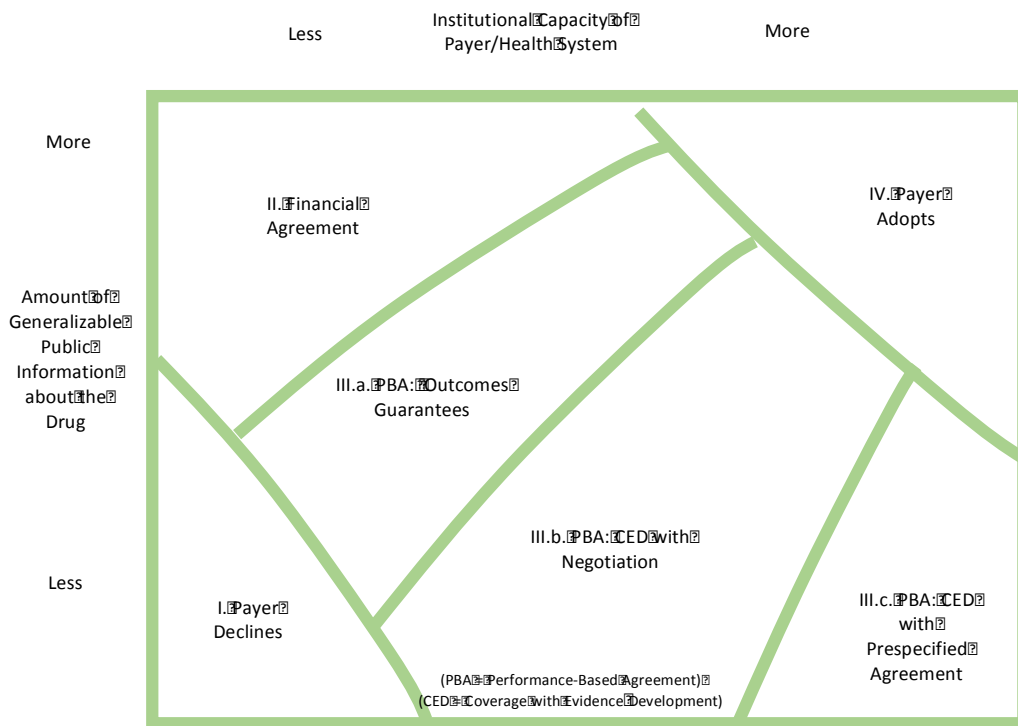 Less
Institutional Capacity of
Payer/Health System
More
More
II. Financial
Agreement
IV. Payer
Adopts
Amount of
Generalizable
Public
Information
about the
Drug
III.a. PBA: Outcomes
Guarantees
III.b. PBA: CED with
Negotiation
Less
I. Payer
Declines
III.c. PBA: CED
with
Prespecified
Agreement
(PBA = Performance-Based Agreement)
(CED = Coverage with Evidence Development)